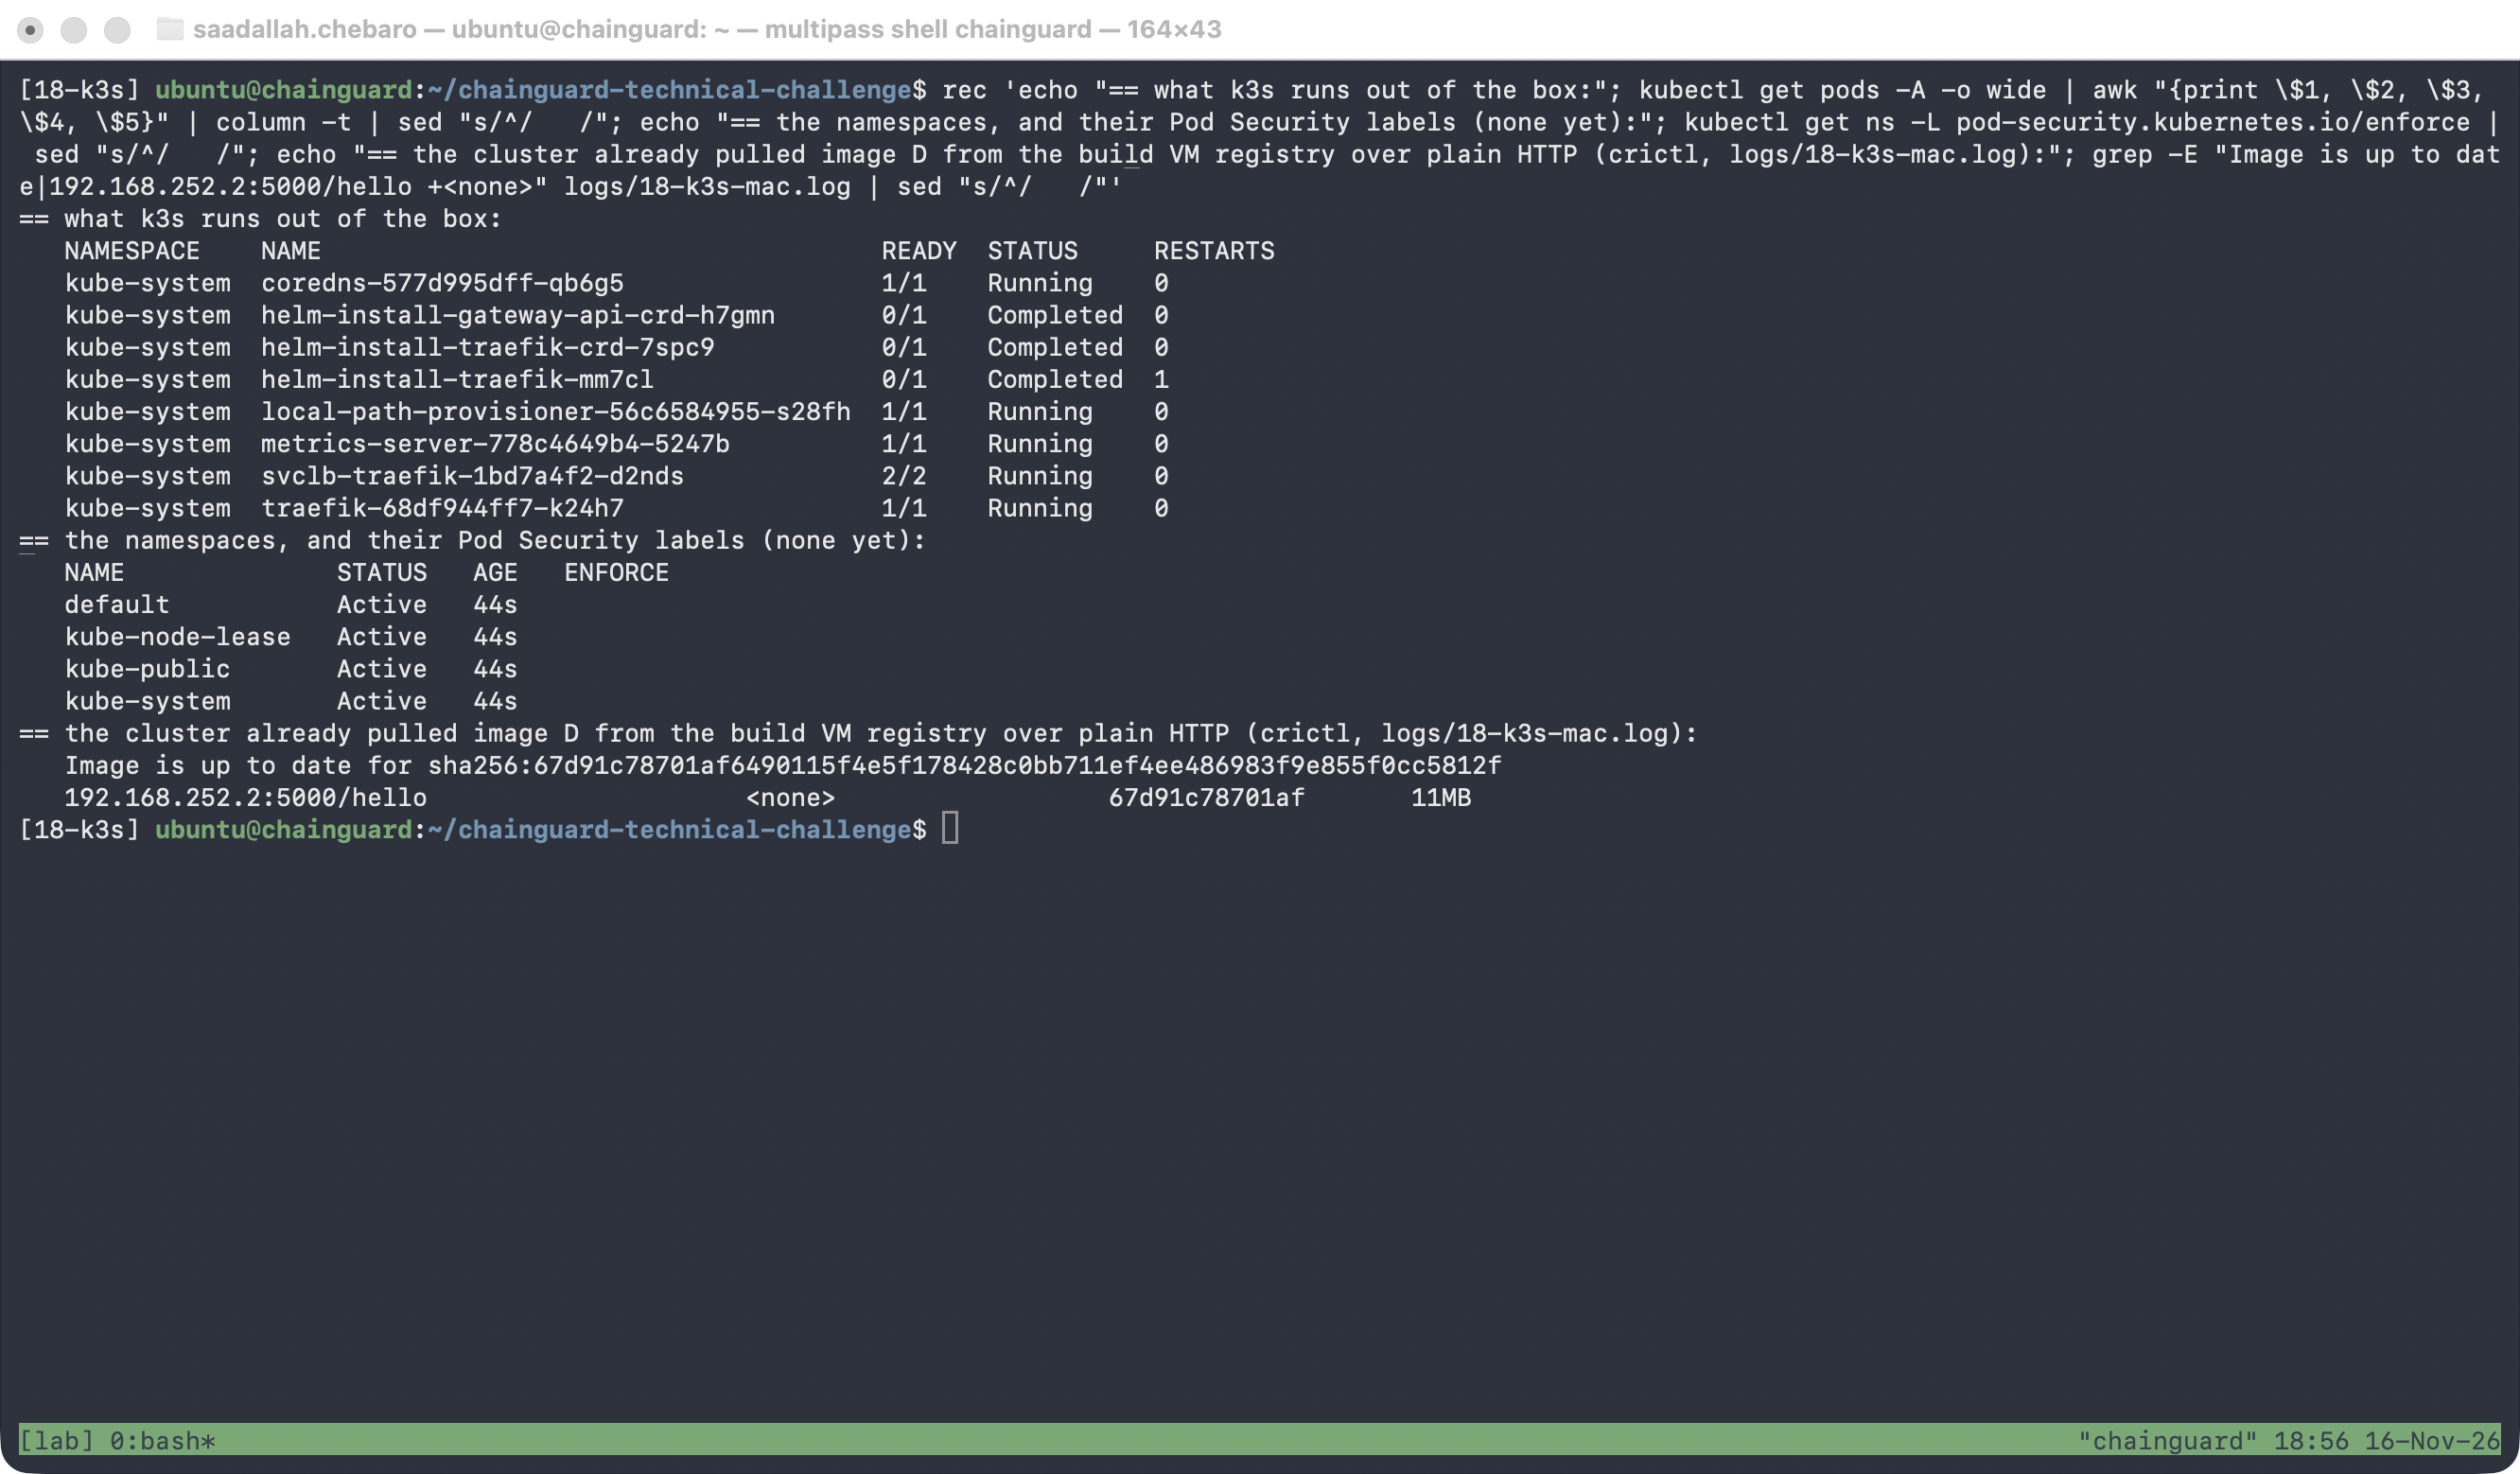 saadallah.chebaro — ubuntu@chainguard: ~ — multipass shell chainguard — 164×43
[18-k3s] ubuntu@chainguard:~/chainguard-technical-challenge$ rec 'echo "== what k3s runs out of the box:"; kubectl get pods -A -o wide | awk "{print \$1, \$2, \$3,
\$4, \$5}" | column -t | sed "s/^/   /"; echo "== the namespaces, and their Pod Security labels (none yet):"; kubectl get ns -L pod-security.kubernetes.io/enforce |
 sed "s/^/   /"; echo "== the cluster already pulled image D from the build VM registry over plain HTTP (crictl, logs/18-k3s-mac.log):"; grep -E "Image is up to dat
e|192.168.252.2:5000/hello +<none>" logs/18-k3s-mac.log | sed "s/^/   /"'
== what k3s runs out of the box:
   NAMESPACE    NAME                                     READY  STATUS     RESTARTS
   kube-system  coredns-577d995dff-qb6g5                 1/1    Running    0
   kube-system  helm-install-gateway-api-crd-h7gmn       0/1    Completed  0
   kube-system  helm-install-traefik-crd-7spc9           0/1    Completed  0
   kube-system  helm-install-traefik-mm7cl               0/1    Completed  1
   kube-system  local-path-provisioner-56c6584955-s28fh  1/1    Running    0
   kube-system  metrics-server-778c4649b4-5247b          1/1    Running    0
   kube-system  svclb-traefik-1bd7a4f2-d2nds             2/2    Running    0
   kube-system  traefik-68df944ff7-k24h7                 1/1    Running    0
== the namespaces, and their Pod Security labels (none yet):
   NAME              STATUS   AGE   ENFORCE
   default           Active   44s
   kube-node-lease   Active   44s
   kube-public       Active   44s
   kube-system       Active   44s
== the cluster already pulled image D from the build VM registry over plain HTTP (crictl, logs/18-k3s-mac.log):
   Image is up to date for sha256:67d91c78701af6490115f4e5f178428c0bb711ef4ee486983f9e855f0cc5812f
   192.168.252.2:5000/hello                     <none>                  67d91c78701af       11MB
[18-k3s] ubuntu@chainguard:~/chainguard-technical-challenge$
[lab] 0:bash* "chainguard" 18:56 16-Nov-26